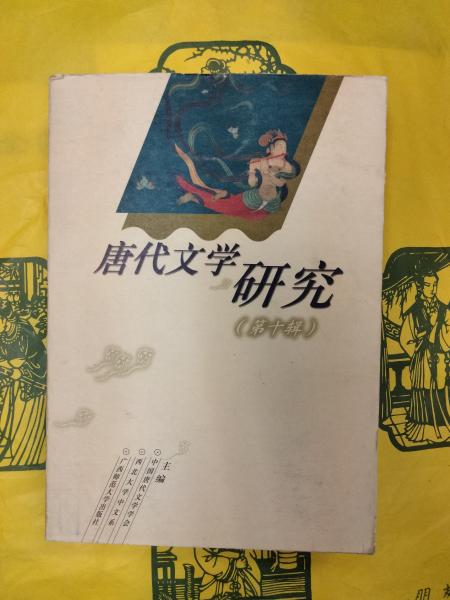 唐代文学
研究
(第十辑)
主编
⊙中国唐代文学学会
⊙西北大学中文系
⊙广西师范大学出版社
朋